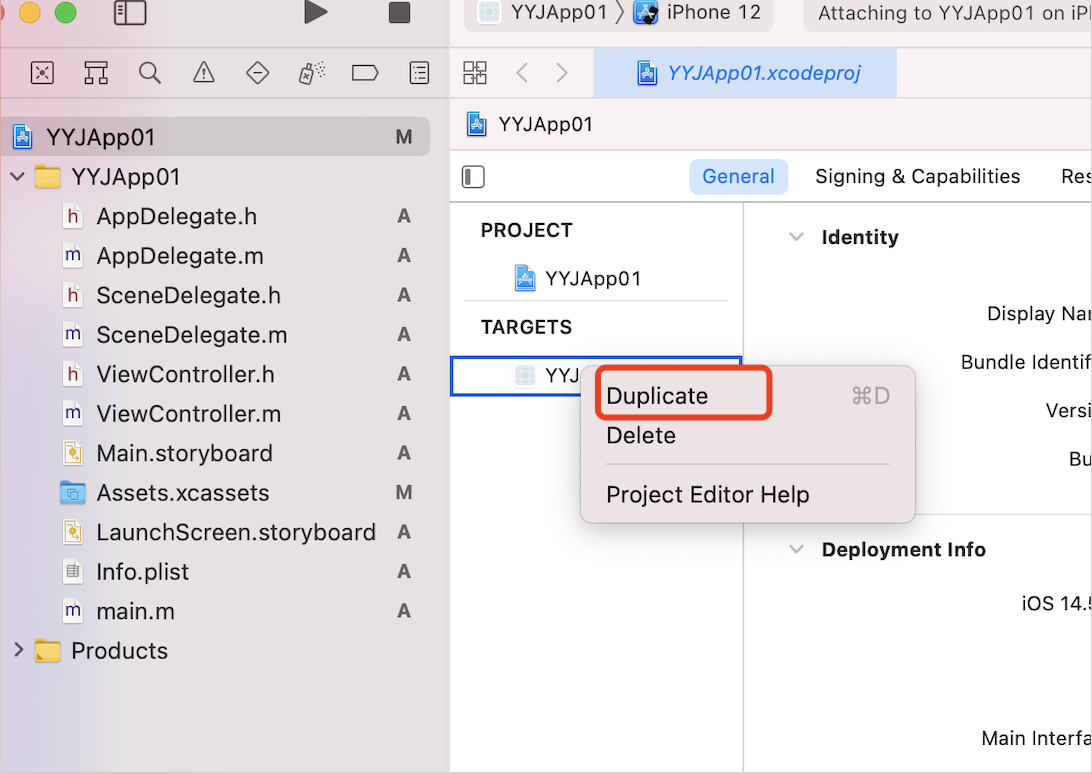 YYJApp01 〉 iPhone 12
Attaching to YYJApp01 on iP
YYJApp01.xcodeproj
YYJApp01 M
YYJApp01
AppDelegate.h A
AppDelegate.m A
SceneDelegate.h A
SceneDelegate.m A
ViewController.h A
ViewController.m A
Main.storyboard A
Assets.xcassets M
LaunchScreen.storyboard A
Info.plist A
main.m A
Products
YYJApp01
General Signing & Capabilities Res
PROJECT
YYJApp01
TARGETS
YYJ
Duplicate ⌘D
Delete
Project Editor Help
Identity
Display Na
Bundle Identif
Versi
Bu
Deployment Info
iOS 14.5
Main Interfa